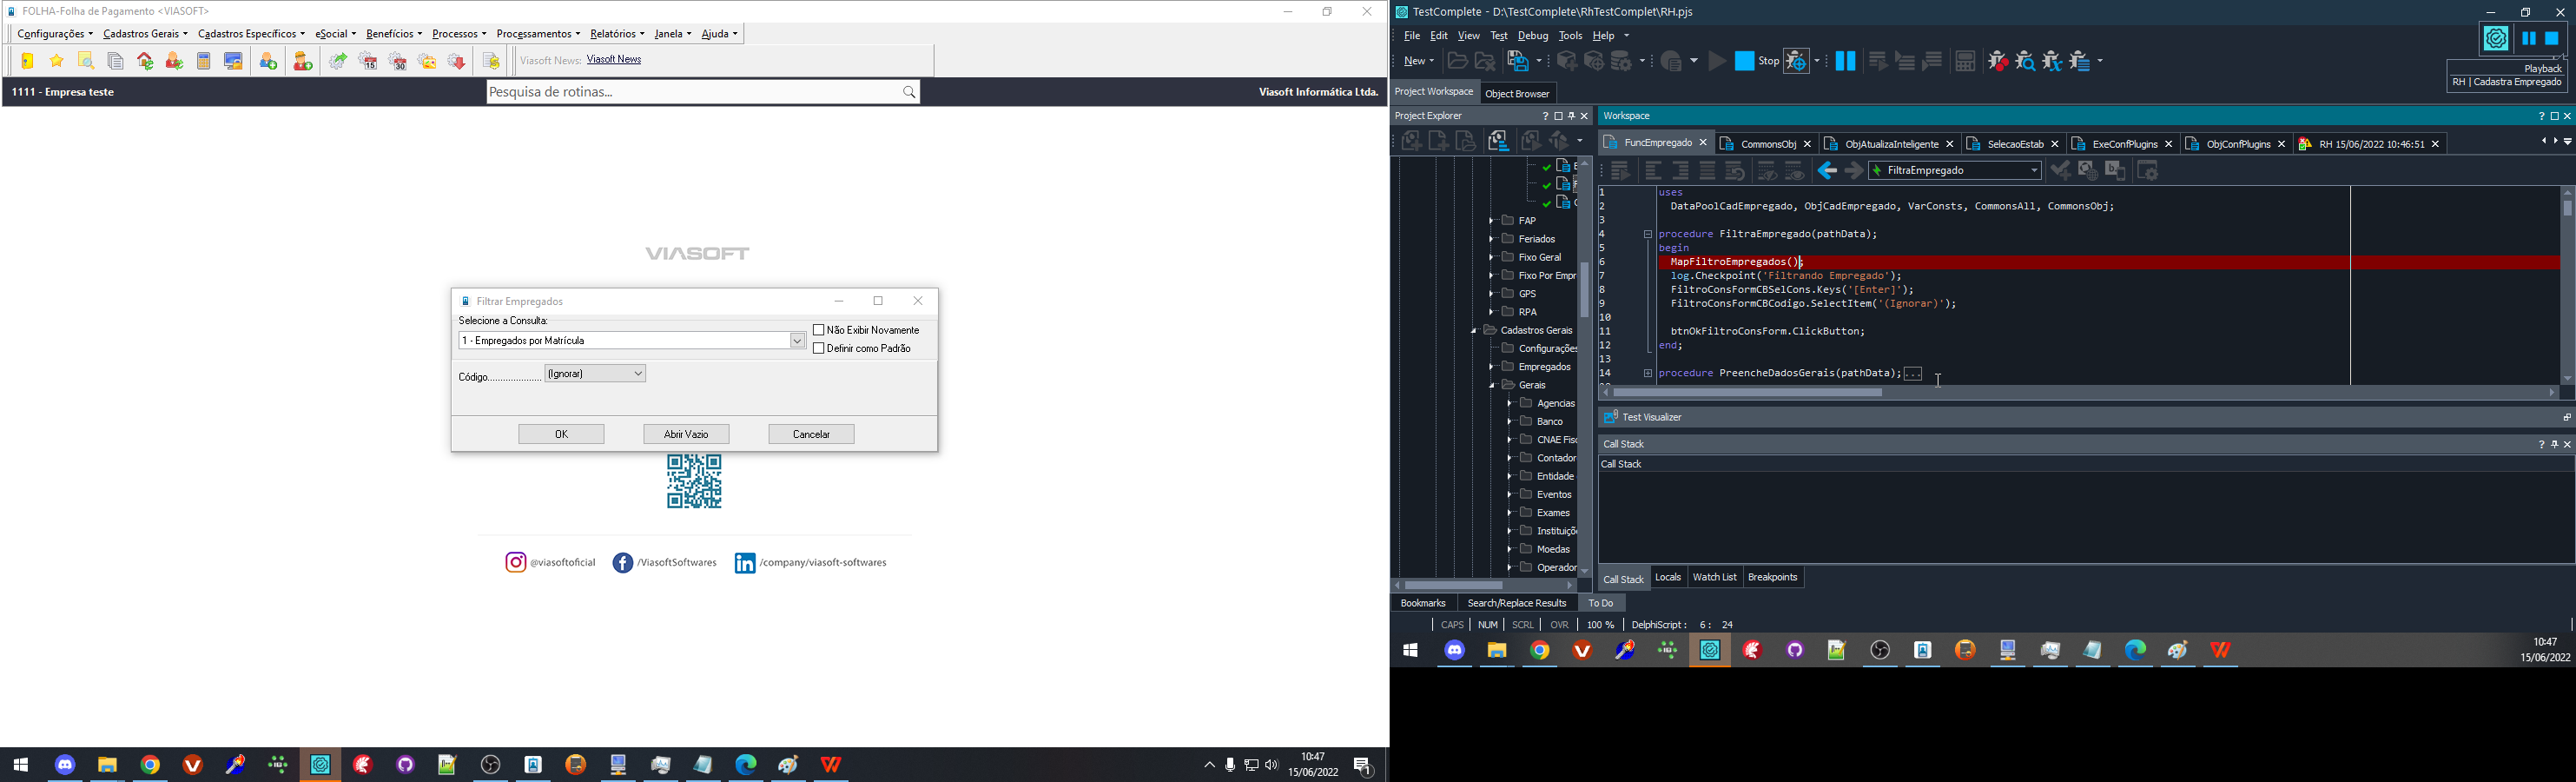 FOLHA-Folha de Pagamento <VIASOFT>
Configurações Cadastros Gerais Cadastros Específicos eSocial Benefícios Processos Processamentos Relatórios Janela Ajuda
15 30 Viasoft News: Viasoft News
1111 - Empresa teste
Pesquisa de rotinas...
Viasoft Informática Ltda.
VIASOFT
Filtrar Empregados
Selecione a Consulta:
1 - Empregados por Matrícula
Não Exibir Novamente
Definir como Padrão
Código....................
(Ignorar)
OK Abrir Vazio Cancelar
@viasoftoficial /ViasoftSoftwares /company/viasoft-softwares
10:47
15/06/2022
1
TestComplete - D:\TestComplete\RhTestComplet\RH.pjs
File Edit View Test Debug Tools Help
New
Stop
Playback
RH | Cadastra Empregado
Project Workspace Object Browser
Project Explorer
FAP
Feriados
Fixo Geral
Fixo Por Empr
GPS
RPA
Cadastros Gerais
Configurações
Empregados
Gerais
Agencias
Banco
CNAE Fisc
Contador
Entidade
Eventos
Exames
Instituiçõ
Moedas
Operador
Workspace
FuncEmpregado CommonsObj ObjAtualizaInteligente SelecaoEstab ExeConfPlugins ObjConfPlugins RH 15/06/2022 10:46:51
FiltraEmpregado
1 uses
2 DataPoolCadEmpregado, ObjCadEmpregado, VarConsts, CommonsAll, CommonsObj;
3
4 procedure FiltraEmpregado(pathData);
5 begin
6 MapFiltroEmpregados();
7 log.Checkpoint('Filtrando Empregado');
8 FiltroConsFormCBSelCons.Keys('[Enter]');
9 FiltroConsFormCBCodigo.SelectItem('(Ignorar)');
10
11 btnOkFiltroConsForm.ClickButton;
12 end;
13
14 procedure PreencheDadosGerais(pathData);...
Test Visualizer
Call Stack
Call Stack
Call Stack Locals Watch List Breakpoints
Bookmarks Search/Replace Results To Do
CAPS NUM SCRL OVR 100 % DelphiScript : 6 : 24
10:47
15/06/2022